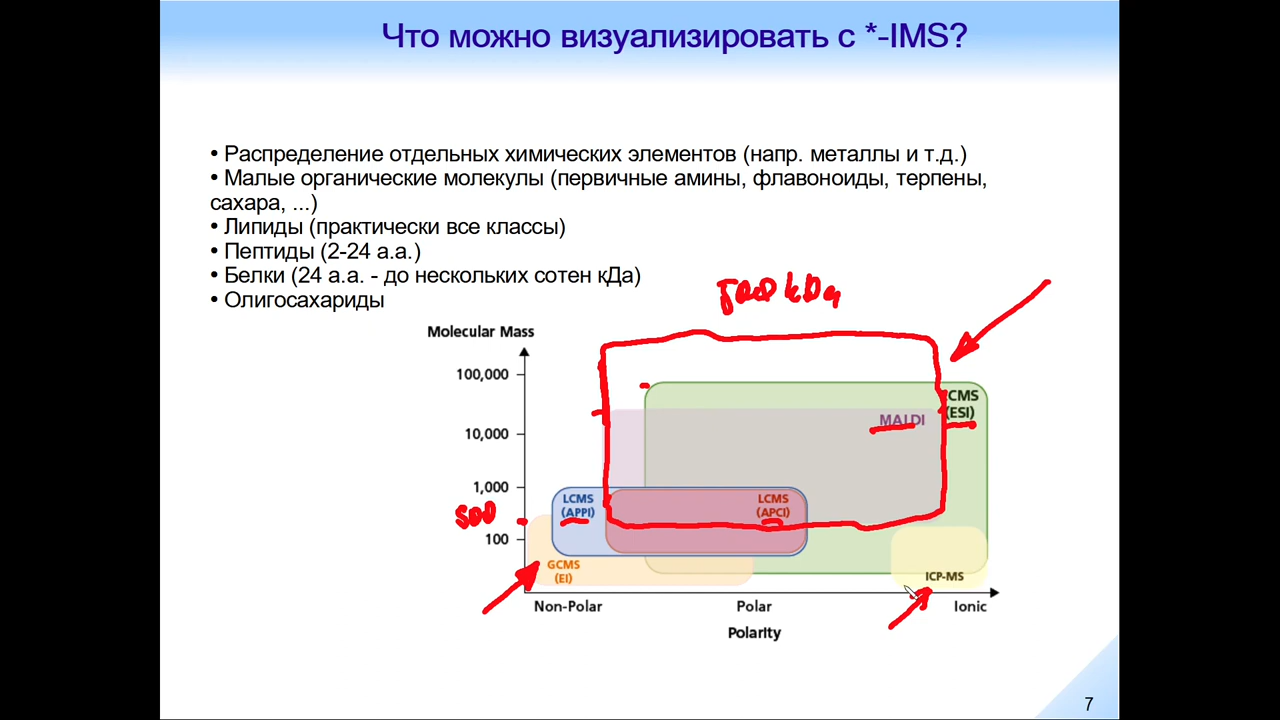 Что можно визуализировать с *-IMS?
• Распределение отдельных химических элементов (напр. металлы и т.д.)
• Малые органические молекулы (первичные амины, флавоноиды, терпены,
сахара, ...)
• Липиды (практически все классы)
• Пептиды (2-24 а.а.)
• Белки (24 а.а. - до нескольких сотен кДа)
• Олигосахариды
Molecular Mass
100,000
10,000
1,000
500
100
MALDI
CMS
(ESI)
LCMS
(APPI)
LCMS
(APCI)
GCMS
(EI)
ICP-MS
Non-Polar
Polar
Ionic
Polarity
7